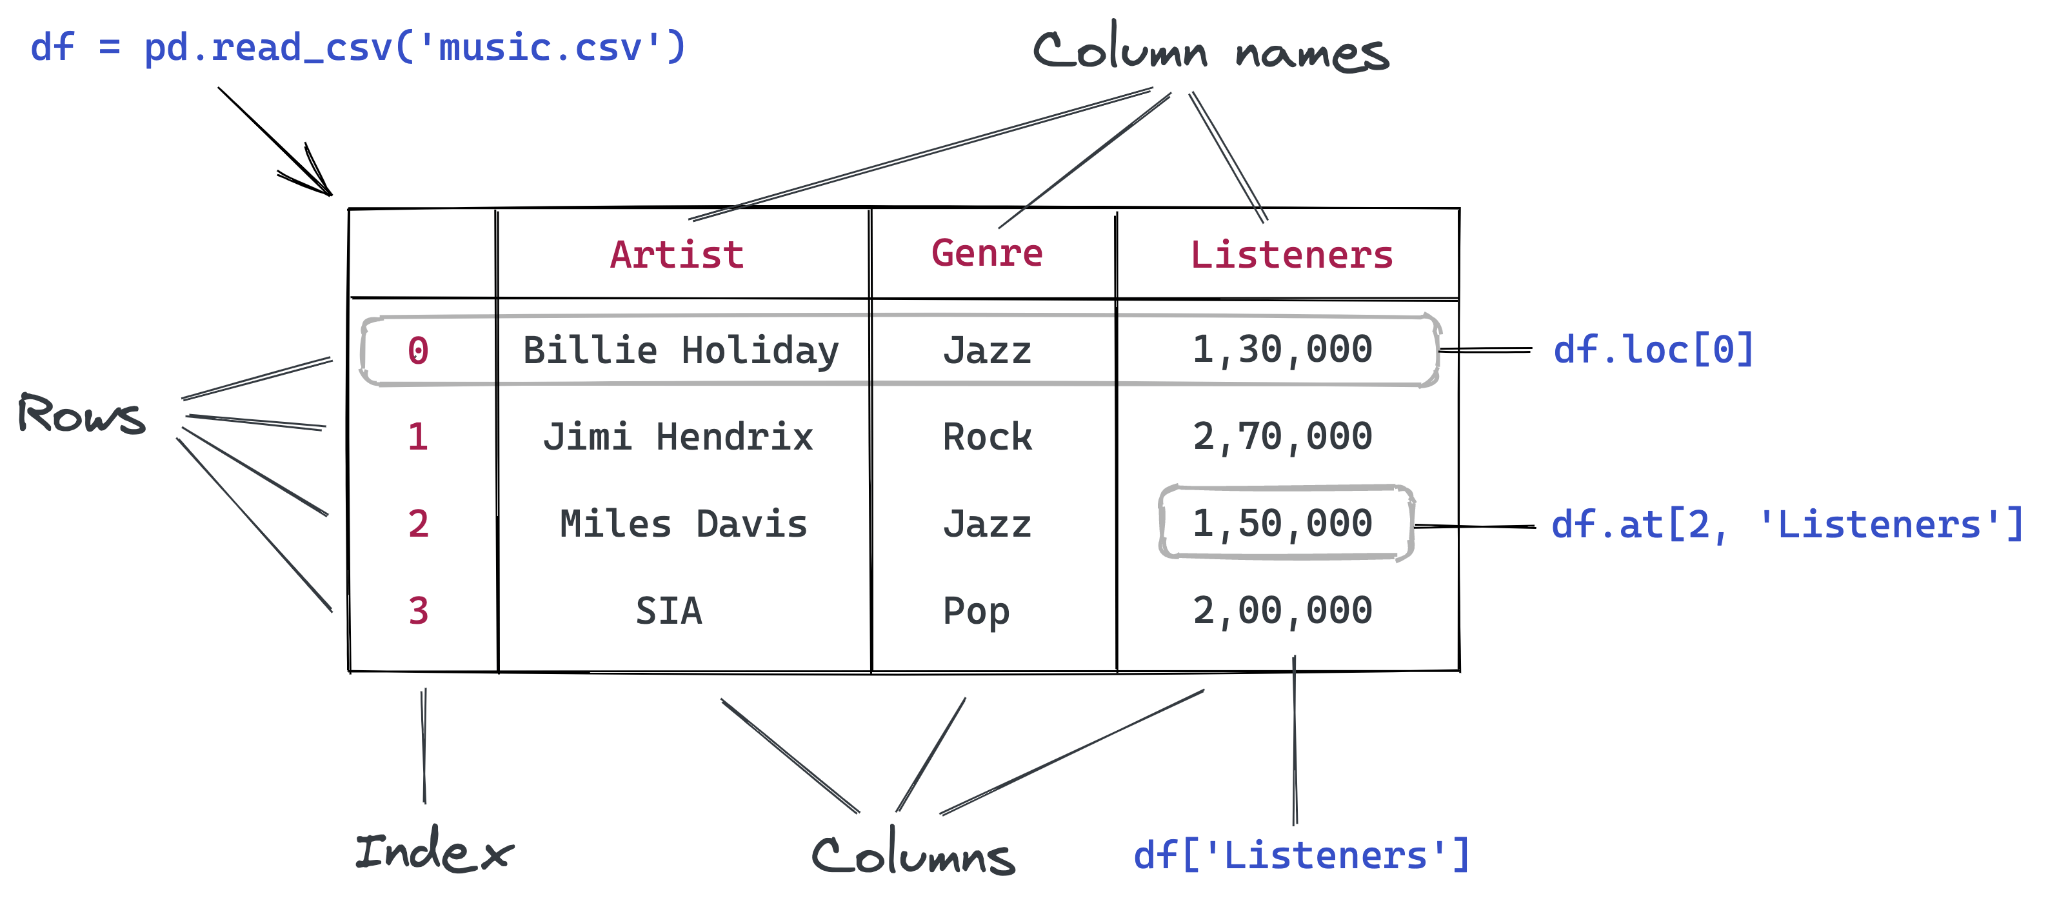 df = pd.read_csv('music.csv')
Column names
Artist Genre Listeners
0 Billie Holiday Jazz 1,30,000 df.loc[0]
Rows
1 Jimi Hendrix Rock 2,70,000
2 Miles Davis Jazz 1,50,000 df.at[2, 'Listeners']
3 SIA Pop 2,00,000
Index Columns df['Listeners']